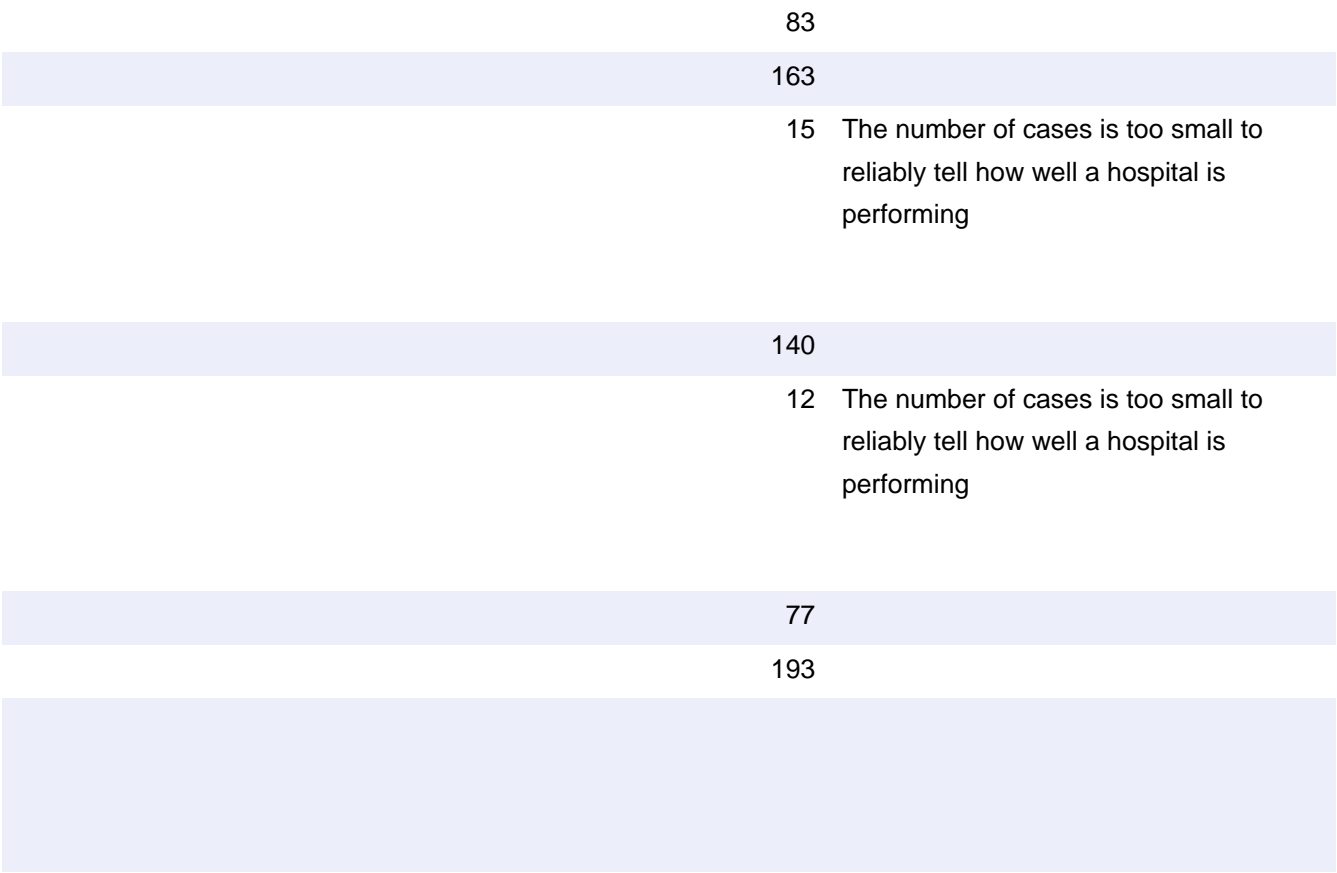 83
163
15 The number of cases is too small to
reliably tell how well a hospital is
performing
140
12 The number of cases is too small to
reliably tell how well a hospital is
performing
77
193